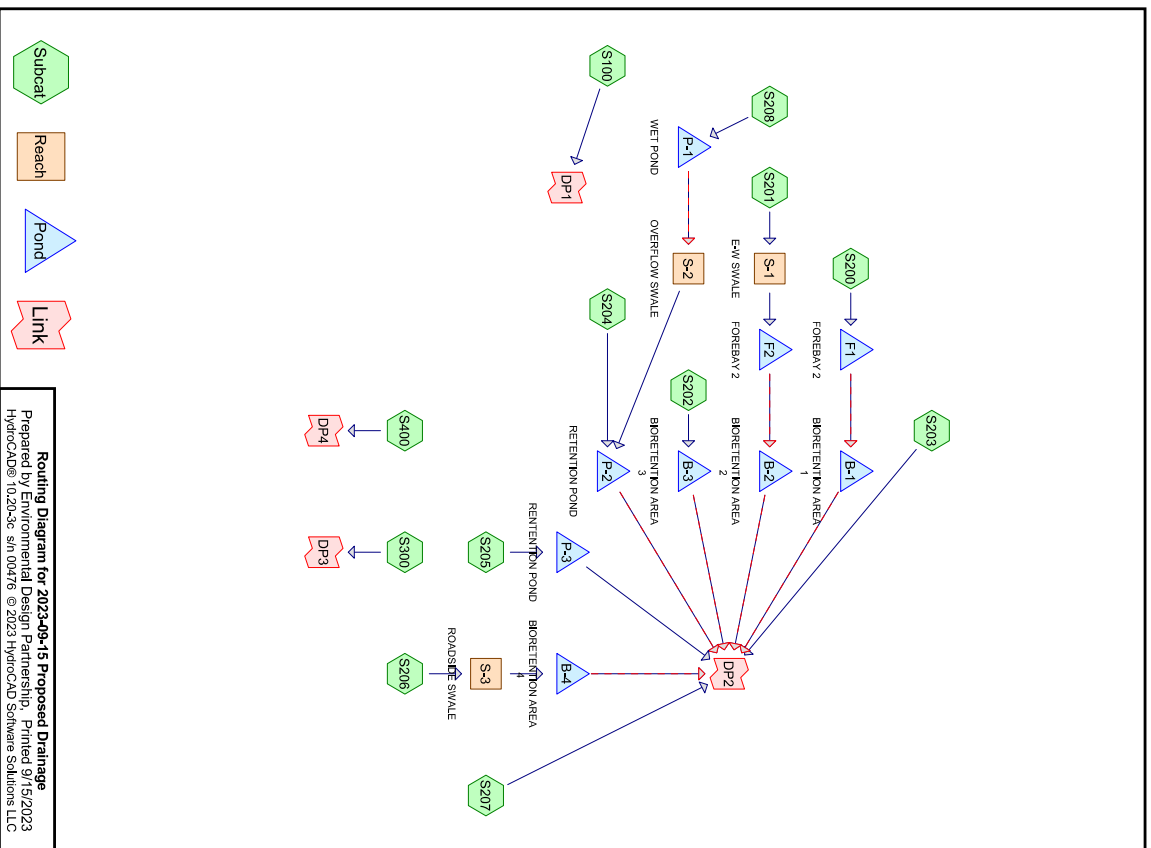 S203
S200
F1
FOREBAY 2
B-1
BIORETENTION AREA
1
S208
S201
S-1
E-W SWALE
F2
FOREBAY 2
B-2
BIORETENTION AREA
2
DP2
P-1
WET POND
S-2
OVERFLOW SWALE
S202
B-3
BIORETENTION AREA
3
S100
DP1
S204
P-2
RETENTION POND
P-3
RENTENTION POND
B-4
BIORETENTION AREA
4
S205
S-3
ROADSIDE SWALE
S207
S400
S300
S206
DP4
DP3
Subcat
Reach
Pond
Link
Routing Diagram for 2023-09-15 Proposed Drainage
Prepared by Environmental Design Partnership, Printed 9/15/2023
HydroCAD® 10.20-3c s/n 00476 © 2023 HydroCAD Software Solutions LLC